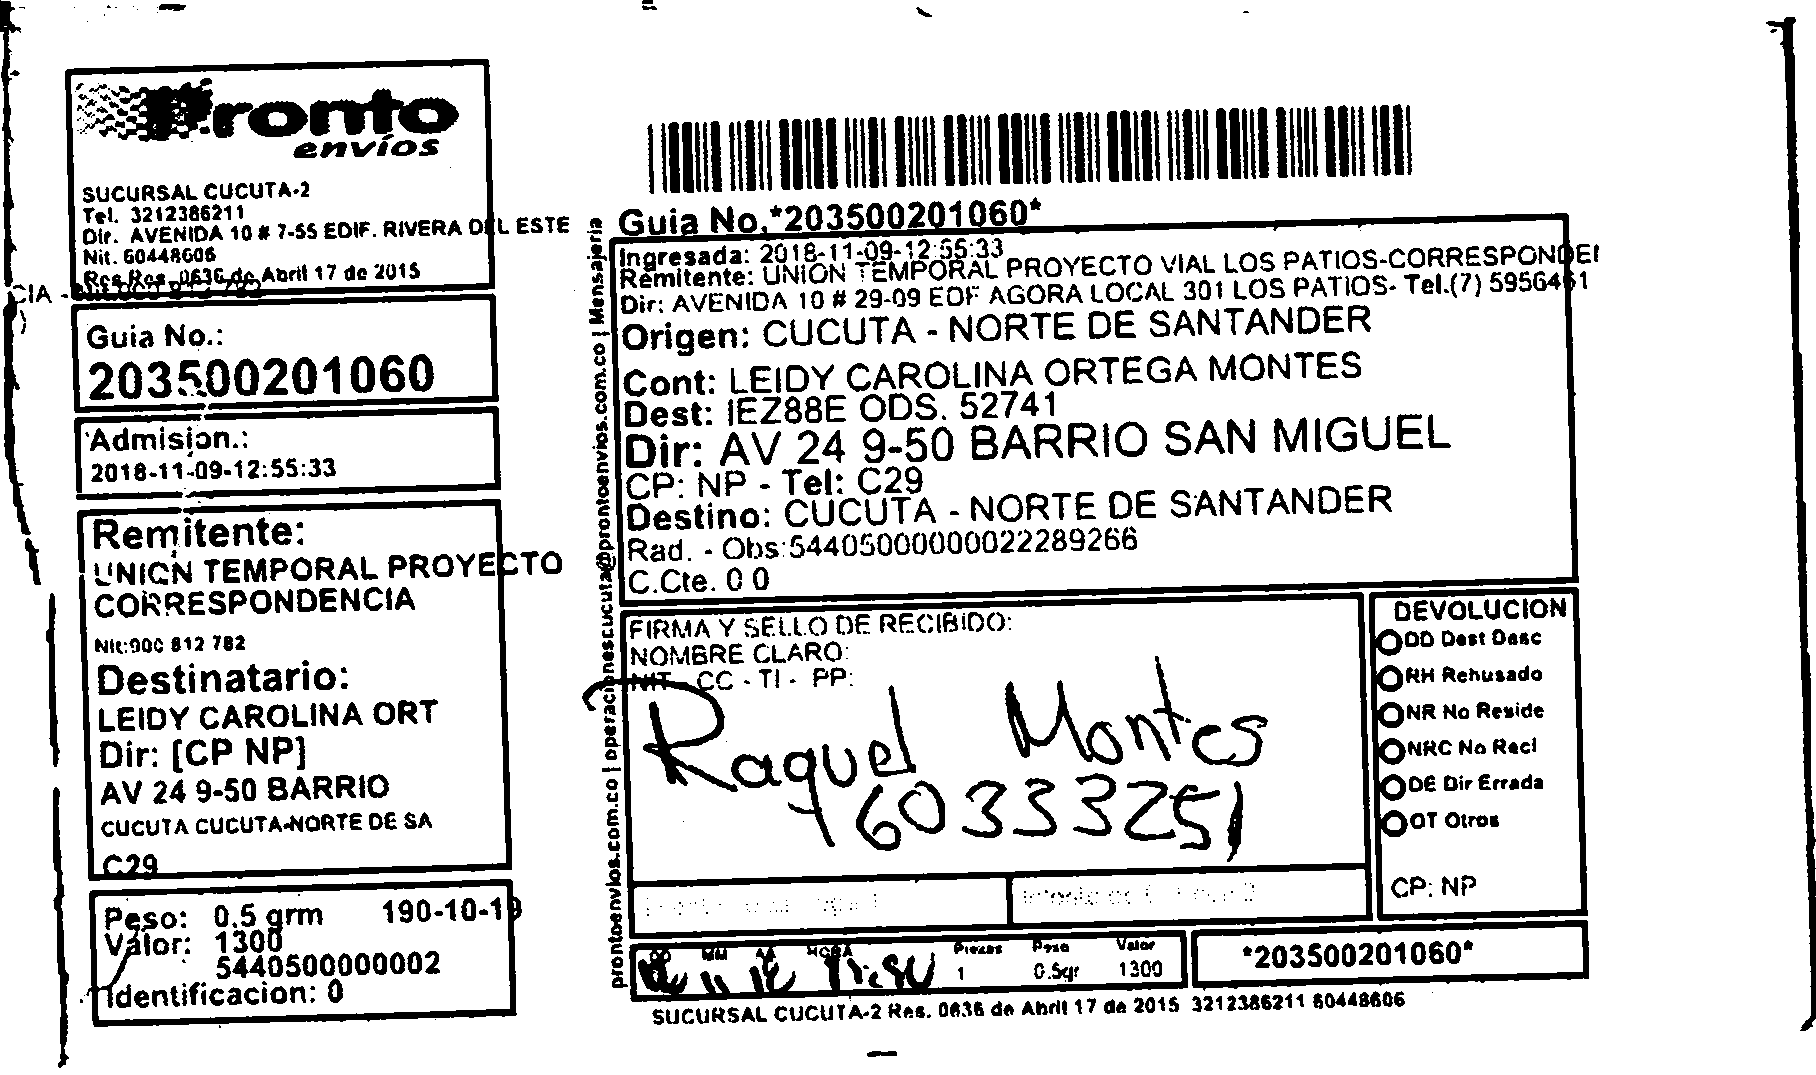 Pronto
envíos
SUCURSAL CUCUTA-2
Tel. 3212386211
Dir. AVENIDA 10 # 7-55 EDIF. RIVERA DEL ESTE
Nit. 60448606
Res.Res. 0636 de Abril 17 de 2015
CIA -
Guia No.:
203500201060
Admision.:
2018-11-09-12:55:33
Remitente:
UNION TEMPORAL PROYECTO
CORRESPONDENCIA
Nit:900 812 782
Destinatario:
LEIDY CAROLINA ORT
Dir: [CP NP]
AV 24 9-50 BARRIO
CUCUTA CUCUTA-NORTE DE SA
C29
Peso: 0.5 grm 190-10-19
Valor: 1300
5440500000002
Identificacion: 0
prontoenvios.com.co | operacionescucuta@prontoenvios.com.co | Mensajeria
Guia No.*203500201060*
Ingresada: 2018-11-09-12:55:33
Remitente: UNION TEMPORAL PROYECTO VIAL LOS PATIOS-CORRESPONDEI
Dir: AVENIDA 10 # 29-09 EDF AGORA LOCAL 301 LOS PATIOS- Tel.(7) 5956461
Origen: CUCUTA - NORTE DE SANTANDER
Cont: LEIDY CAROLINA ORTEGA MONTES
Dest: IEZ88E ODS. 52741
Dir: AV 24 9-50 BARRIO SAN MIGUEL
CP: NP - Tel: C29
Destino: CUCUTA - NORTE DE SANTANDER
Rad. - Obs:54405000000022289266
C.Cte. 0 0
FIRMA Y SELLO DE RECIBIDO:
NOMBRE CLARO:
NIT - CC - TI - PP:
Raquel Montes
60333251
DEVOLUCION
DD Dest Desc
RH Rehusado
NR No Reside
NRC No Recl
DE Dir Errada
OT Otros
CP: NP
DD MM AA HORA Piezas Peso Valor
1 0.5gr 1300
*203500201060*
SUCURSAL CUCUTA-2 Res. 0636 de Abril 17 de 2015 3212386211 60448606